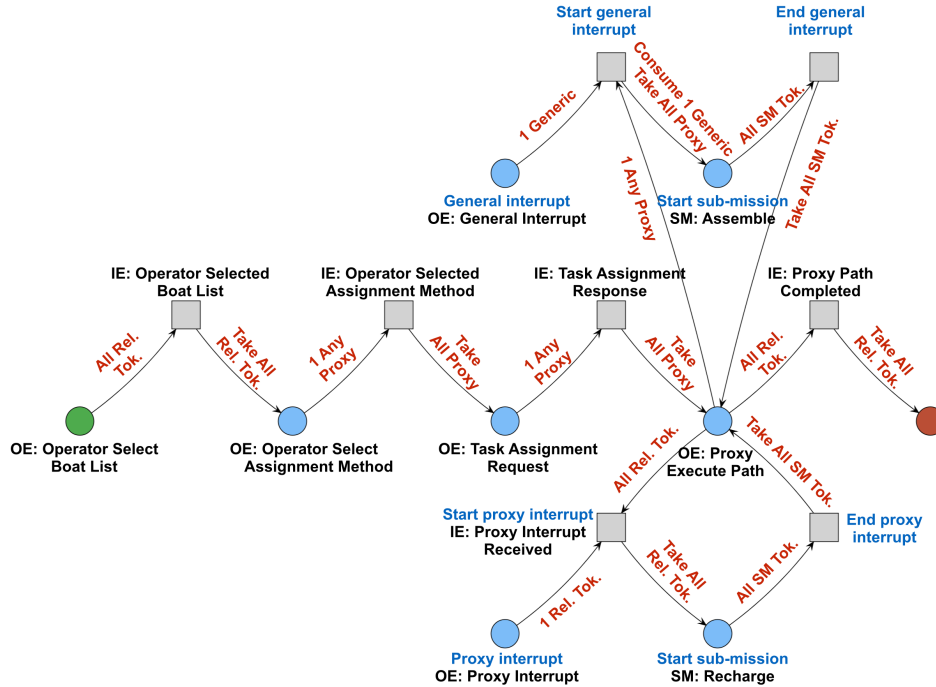 Start general
interrupt
End general
interrupt
1 Generic
Consume 1 Generic
Take All Proxy
All SM Tok.
General interrupt
OE: General Interrupt
Start sub-mission
SM: Assemble
1 Any Proxy
Take All SM Tok.
IE: Operator Selected
Boat List
IE: Operator Selected
Assignment Method
IE: Task Assignment
Response
IE: Proxy Path
Completed
All Rel.
Tok.
Take All
Rel. Tok.
1 Any
Proxy
Take
All Proxy
1 Any
Proxy
Take
All Proxy
All Rel.
Tok.
Take All
Rel. Tok.
OE: Operator Select
Boat List
OE: Operator Select
Assignment Method
OE: Task Assignment
Request
OE: Proxy
Execute Path
All Rel. Tok.
Take All SM Tok.
Start proxy interrupt
IE: Proxy Interrupt
Received
End proxy
interrupt
1 Rel. Tok.
Take All
Rel. Tok.
All SM Tok.
Proxy interrupt
OE: Proxy Interrupt
Start sub-mission
SM: Recharge